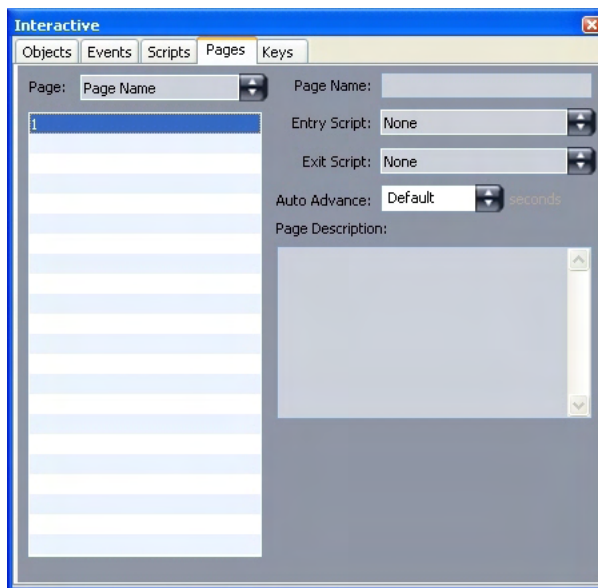 Interactive
Objects Events Scripts Pages Keys
Page: Page Name
1
Page Name:
Entry Script: None
Exit Script: None
Auto Advance: Default seconds
Page Description: